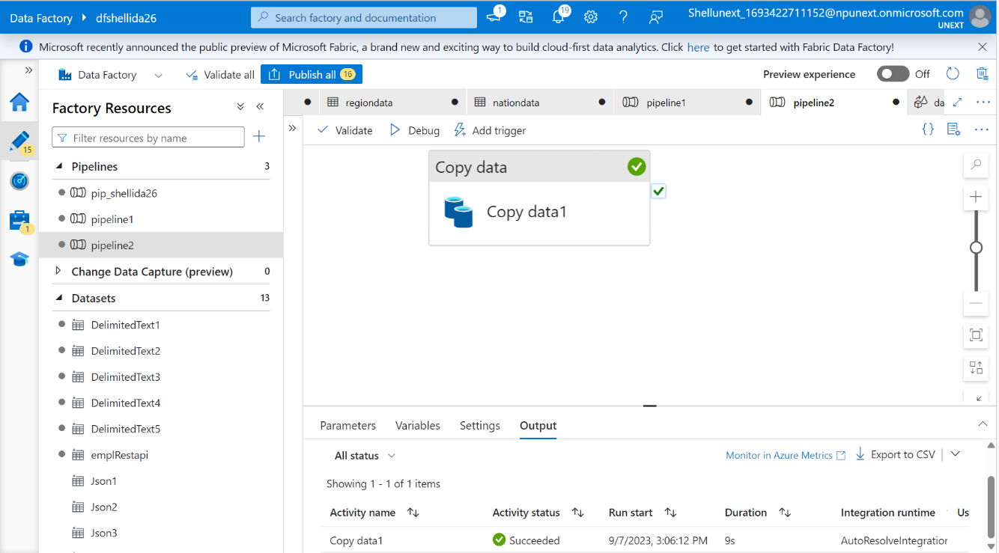 Data Factory
dfshellida26
Search factory and documentation
1
19
Shellunext_1693422711152@npunext.onmicrosoft.com
UNEXT
Microsoft recently announced the public preview of Microsoft Fabric, a brand new and exciting way to build cloud-first data analytics. Click here to get started with Fabric Data Factory!
Data Factory
Validate all
Publish all 16
Preview experience
Off
15
1
Factory Resources
Filter resources by name
Pipelines 3
pip_shellida26
pipeline1
pipeline2
Change Data Capture (preview) 0
Datasets 13
DelimitedText1
DelimitedText2
DelimitedText3
DelimitedText4
DelimitedText5
emplRestapi
Json1
Json2
Json3
regiondata
nationdata
pipeline1
pipeline2
da
Validate
Debug
Add trigger
Copy data
Copy data1
Parameters
Variables
Settings
Output
All status
Monitor in Azure Metrics
Export to CSV
Showing 1 - 1 of 1 items
Activity name
Activity status
Run start
Duration
Integration runtime
Us
Copy data1
Succeeded
9/7/2023, 3:06:12 PM
9s
AutoResolveIntegration